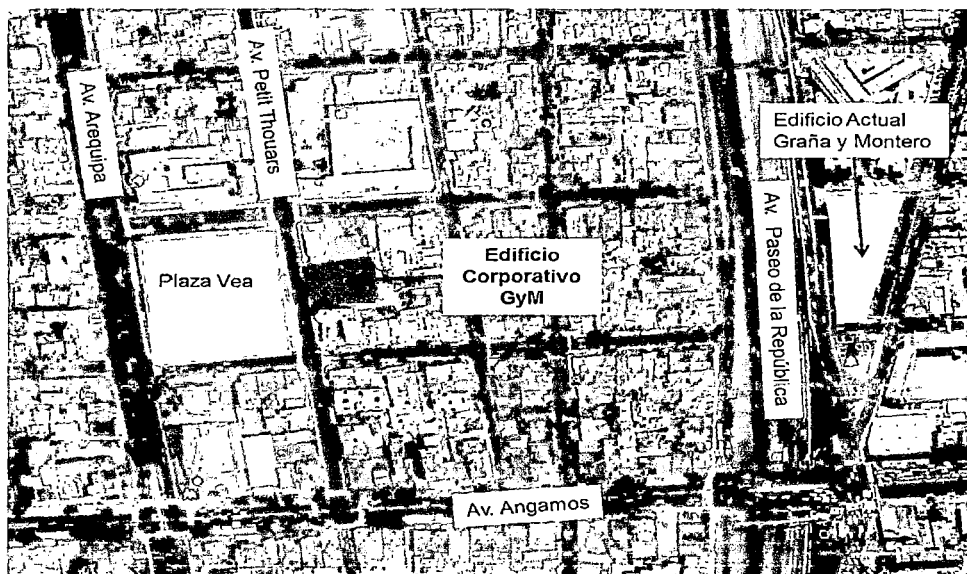 Av. Arequipa
Av. Petit Thouars
Edificio Actual
Graña y Montero
Av. Paseo de la República
Plaza Vea
Edificio
Corporativo
GyM
Av. Angamos